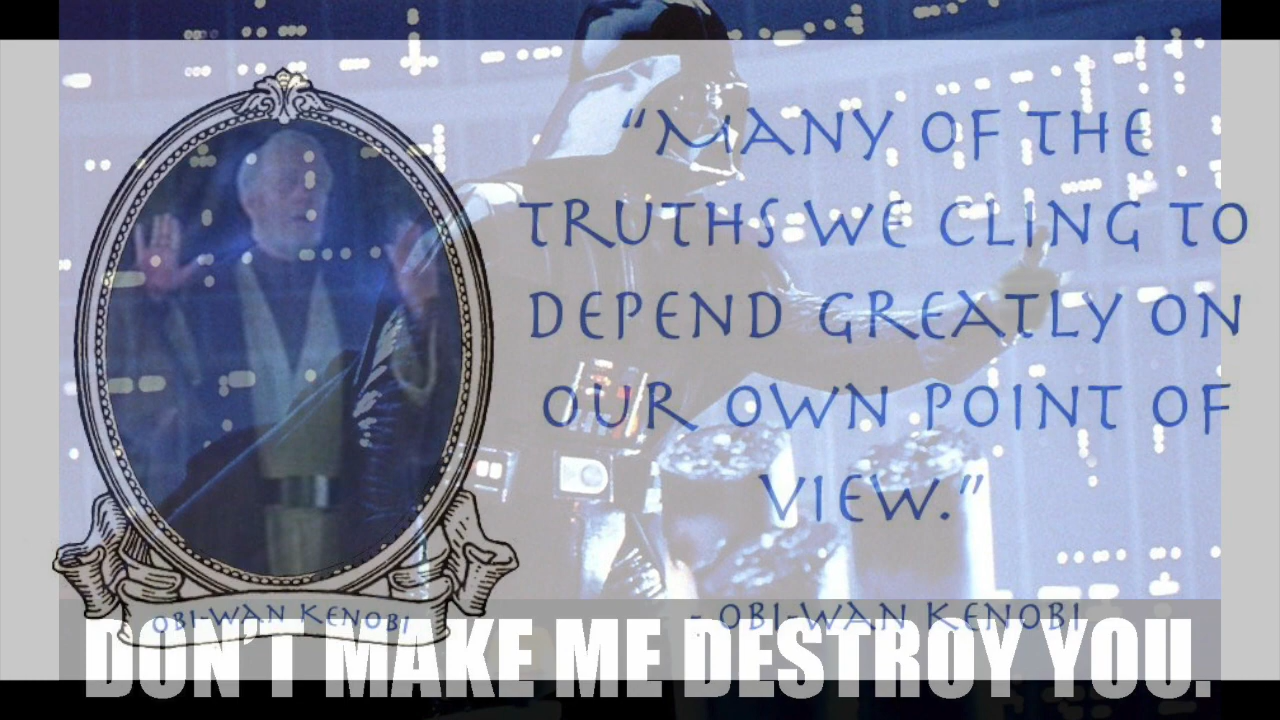 “MANY OF THE
TRUTHS WE CLING TO
DEPEND GREATLY ON
OUR OWN POINT OF
VIEW.”
- OBI-WAN KENOBI
OBI-WAN KENOBI
DON'T MAKE ME DESTROY YOU.